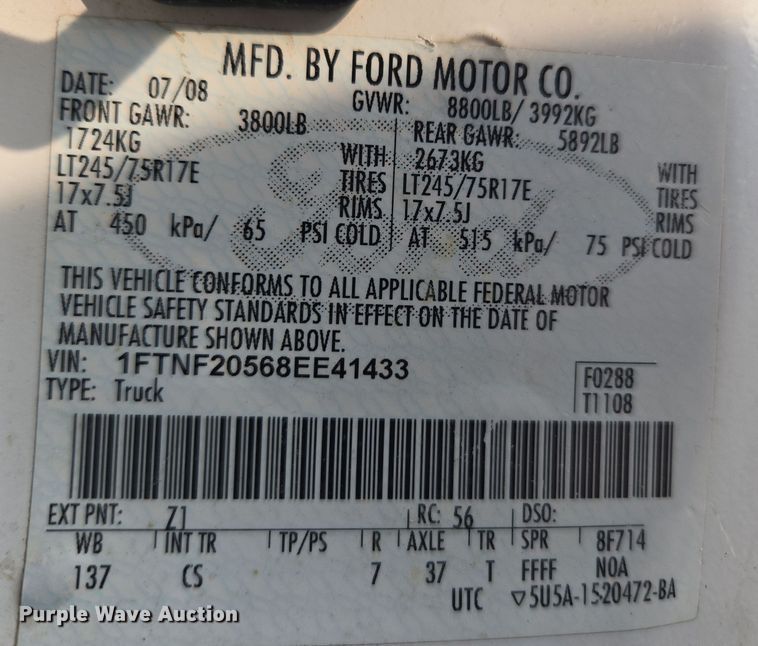 MFD. BY FORD MOTOR CO.
DATE: 07/08 GVWR: 8800LB/ 3992KG
FRONT GAWR: 3800LB REAR GAWR: 5892LB
1724KG WITH 2673KG WITH
LT245/75R17E TIRES LT245/75R17E TIRES
17x7.5J RIMS 17x7.5J RIMS
AT 450 kPa/ 65 PSI COLD AT 515 kPa/ 75 PSI COLD
Ford
THIS VEHICLE CONFORMS TO ALL APPLICABLE FEDERAL MOTOR
VEHICLE SAFETY STANDARDS IN EFFECT ON THE DATE OF
MANUFACTURE SHOWN ABOVE.
VIN: 1FTNF20568EE41433 F0288
TYPE: Truck T1108
EXT PNT: Z1 RC: 56 DSO:
WB INT TR TP/PS R AXLE TR SPR 8F714
137 CS 7 37 T FFFF N0A
UTC ▽5U5A-1520472-BA
Purple Wave Auction